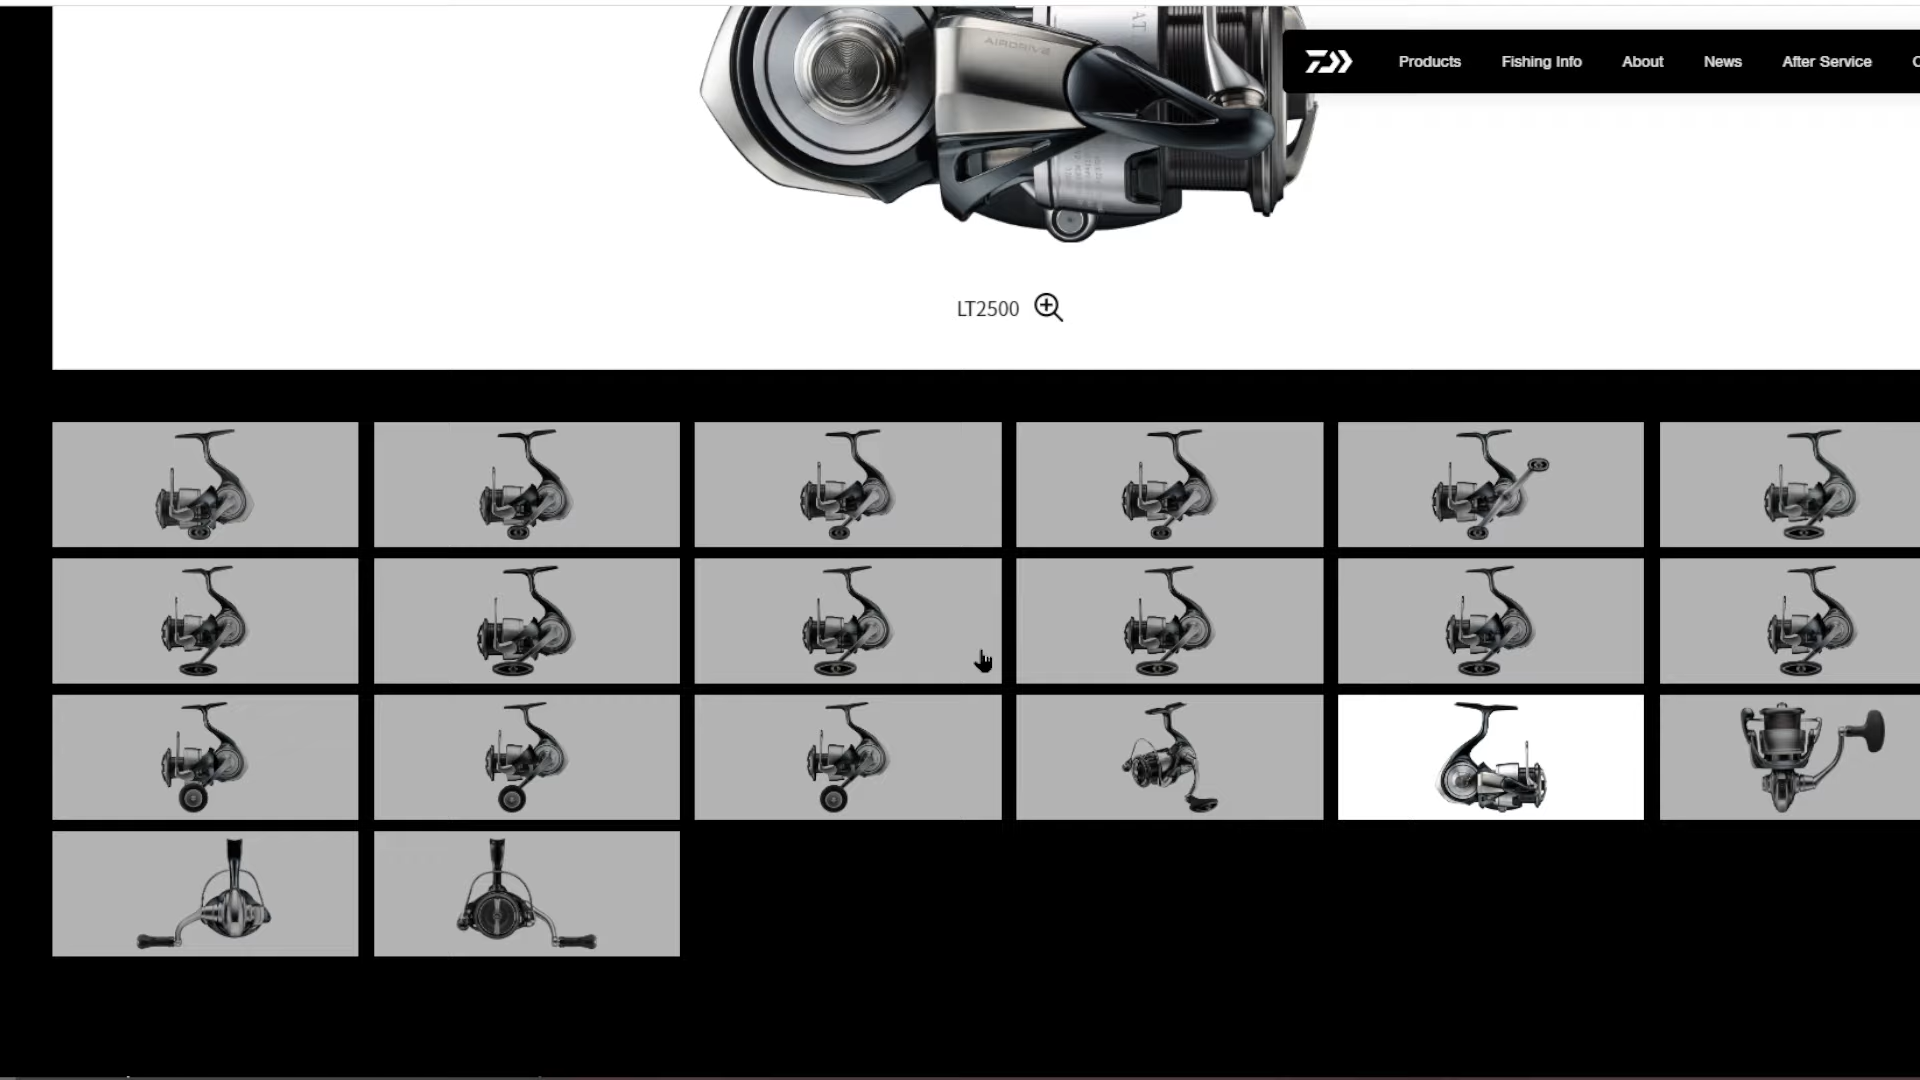 AIRDRIVE
Products Fishing Info About News After Service
LT2500